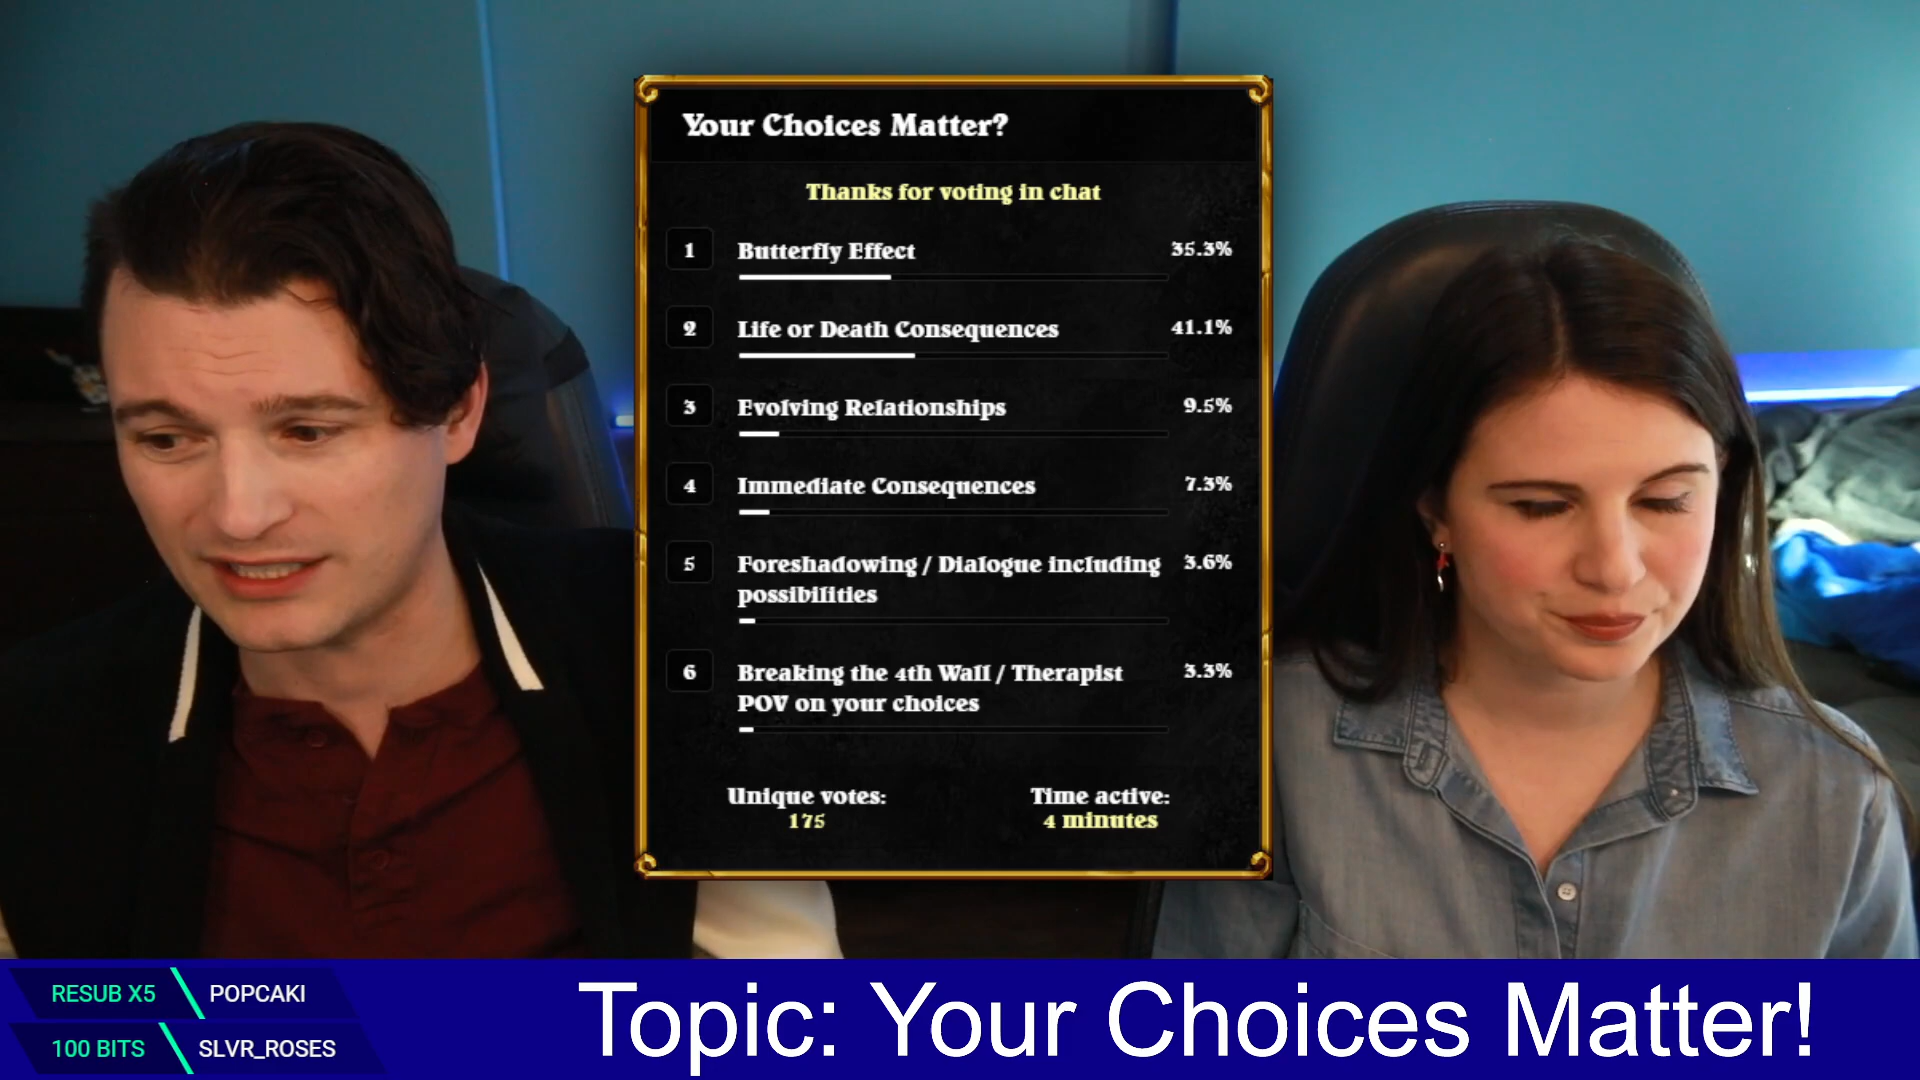 Your Choices Matter?
Thanks for voting in chat
1 Butterfly Effect 35.3%
2 Life or Death Consequences 41.1%
3 Evolving Relationships 9.5%
4 Immediate Consequences 7.3%
5 Foreshadowing / Dialogue including 3.6%
possibilities
6 Breaking the 4th Wall / Therapist 3.3%
POV on your choices
Unique votes: Time active:
175 4 minutes
RESUB X5 POPCAKI
100 BITS SLVR_ROSES
Topic: Your Choices Matter!